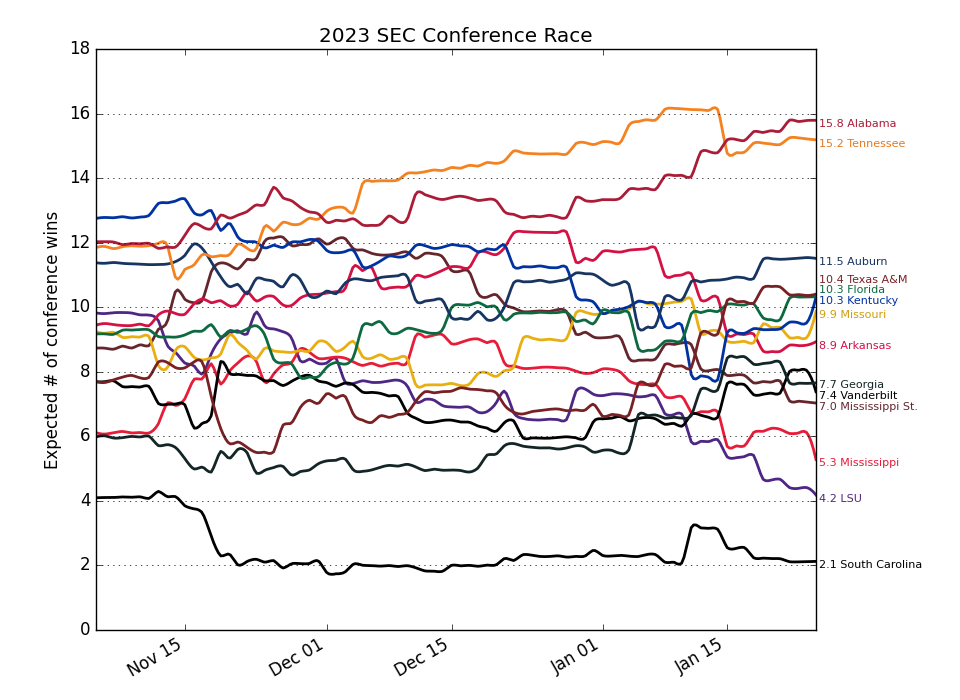 2023 SEC Conference Race
Expected # of conference wins
18
16
14
12
10
8
6
4
2
0
Nov 15
Dec 01
Dec 15
Jan 01
Jan 15
15.8 Alabama
15.2 Tennessee
11.5 Auburn
10.4 Texas A&M
10.3 Florida
10.3 Kentucky
9.9 Missouri
8.9 Arkansas
7.7 Georgia
7.4 Vanderbilt
7.0 Mississippi St.
5.3 Mississippi
4.2 LSU
2.1 South Carolina